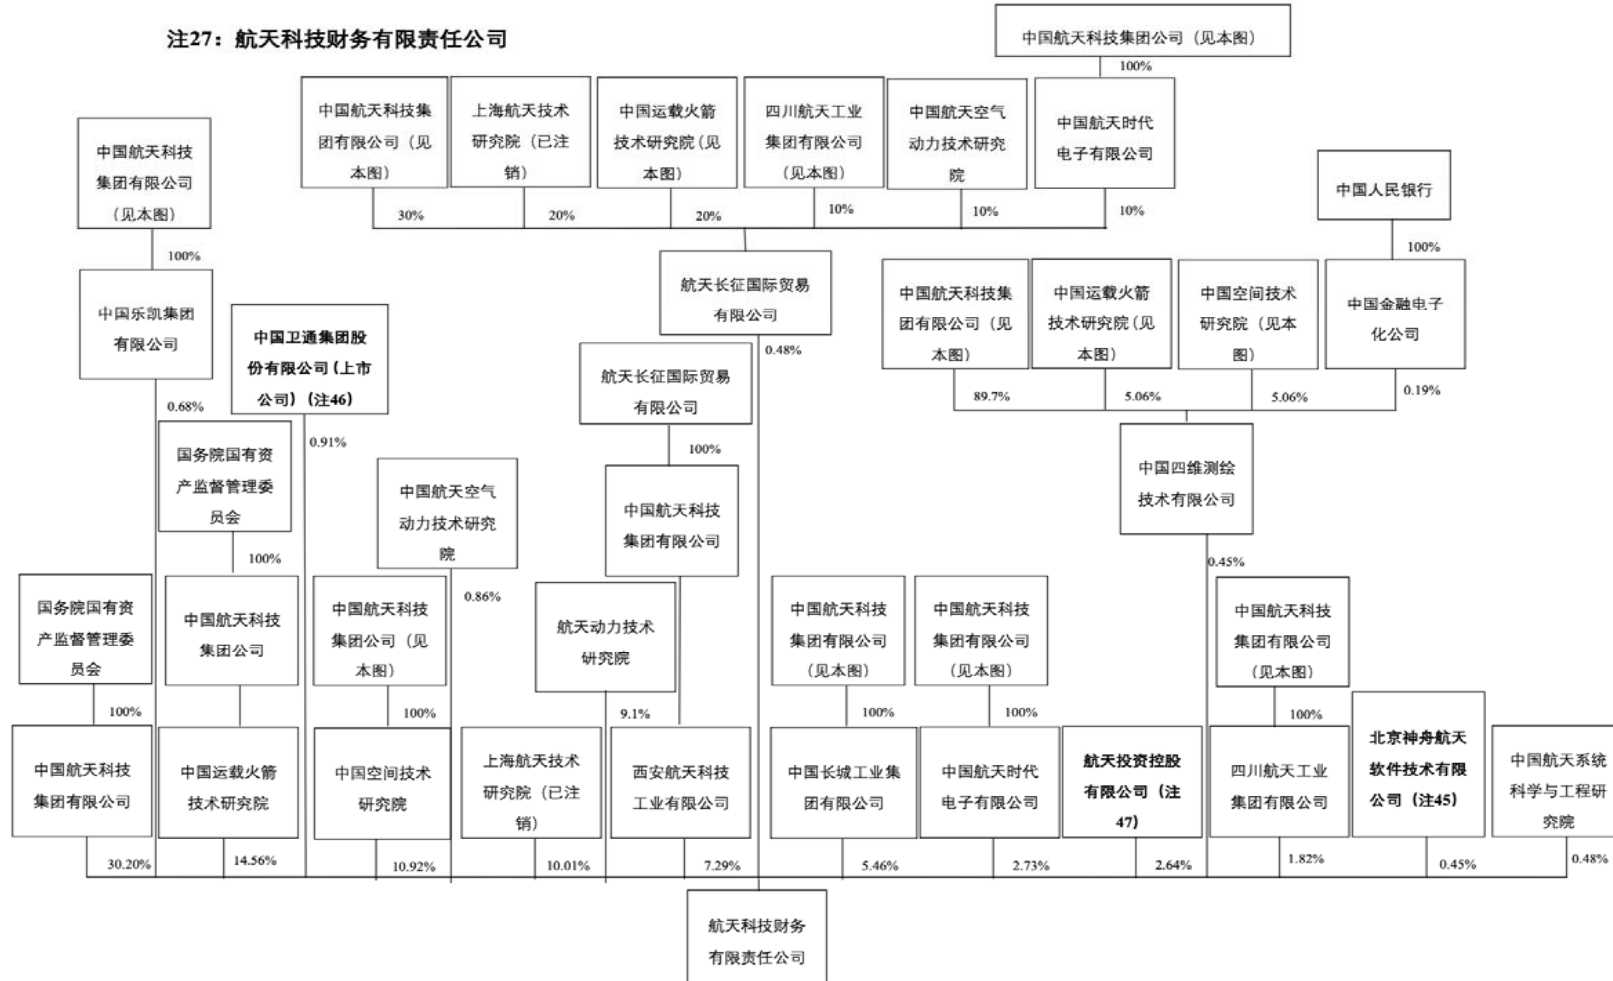 注27：航天科技财务有限责任公司
中国航天科技集团公司（见本图）
100%
中国航天科技集
团有限公司（见
本图）
上海航天技术
研究院（已注
销）
中国运载火箭
技术研究院（见
本图）
四川航天工业
集团有限公司
（见本图）
中国航天空气
动力技术研究
院
中国航天时代
电子有限公司
30%
20%
20%
10%
10%
10%
中国航天科技
集团有限公司
（见本图）
100%
中国人民银行
100%
航天长征国际贸易
有限公司
0.48%
中国航天科技集
团有限公司（见
本图）
中国运载火箭
技术研究院（见
本图）
中国空间技术
研究院（见本
图）
中国金融电子
化公司
89.7%
5.06%
5.06%
0.19%
中国乐凯集团
有限公司
0.68%
中国卫通集团股
份有限公司（上市
公司）（注46）
0.91%
航天长征国际贸易
有限公司
100%
中国四维测绘
技术有限公司
0.45%
国务院国有资
产监督管理委
员会
100%
中国航天空气
动力技术研究
院
0.86%
中国航天科技
集团有限公司
国务院国有资
产监督管理委
员会
100%
中国航天科技
集团公司
中国航天科技
集团公司（见
本图）
100%
航天动力技术
研究院
9.1%
中国航天科技
集团有限公司
（见本图）
100%
中国航天科技
集团有限公司
（见本图）
100%
中国航天科技
集团有限公司
（见本图）
100%
中国航天科技
集团有限公司
中国运载火箭
技术研究院
中国空间技术
研究院
上海航天技术
研究院（已注
销）
西安航天科技
工业有限公司
中国长城工业集
团有限公司
中国航天时代
电子有限公司
航天投资控股
有限公司（注
47）
四川航天工业
集团有限公司
北京神舟航天
软件技术有限
公司（注45）
中国航天系统
科学与工程研
究院
30.20%
14.56%
10.92%
10.01%
7.29%
5.46%
2.73%
2.64%
1.82%
0.45%
0.48%
航天科技财务
有限责任公司